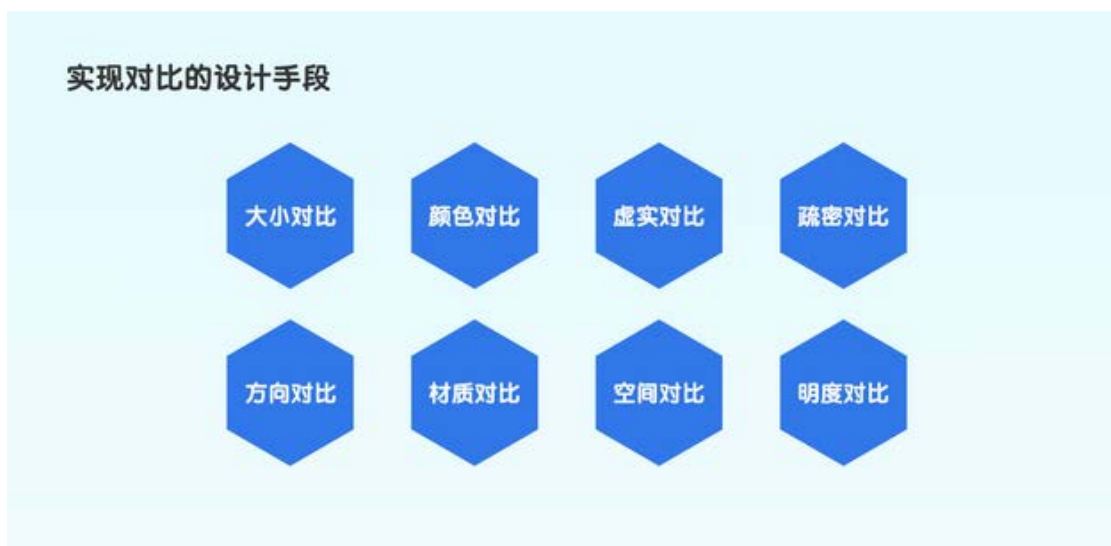 实现对比的设计手段
大小对比
颜色对比
虚实对比
疏密对比
方向对比
材质对比
空间对比
明度对比